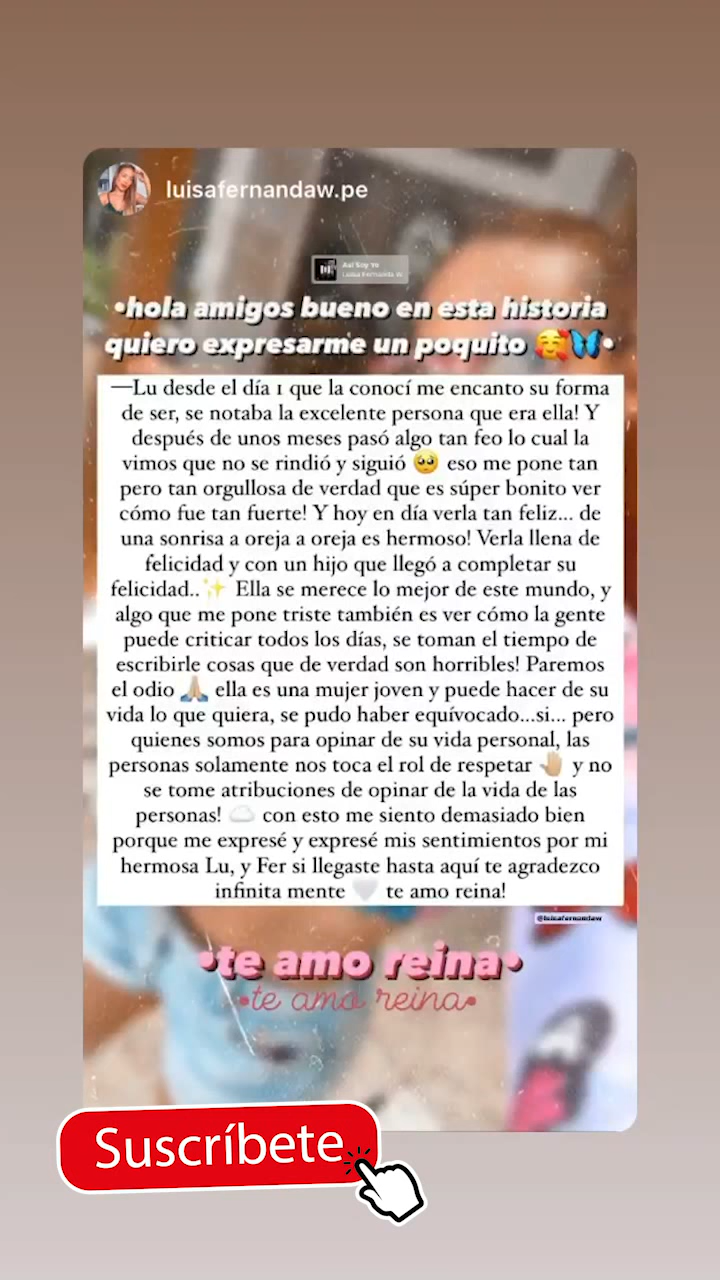 luisafernandaw.pe
Así Soy Yo
Luisa Fernanda W
•hola amigos bueno en esta historia
quiero expresarme un poquito 🥰🦋•
—Lu desde el día 1 que la conocí me encanto su forma
de ser, se notaba la excelente persona que era ella! Y
después de unos meses pasó algo tan feo lo cual la
vimos que no se rindió y siguió 🥺 eso me pone tan
pero tan orgullosa de verdad que es súper bonito ver
cómo fue tan fuerte! Y hoy en día verla tan feliz... de
una sonrisa a oreja a oreja es hermoso! Verla llena de
felicidad y con un hijo que llegó a completar su
felicidad..✨ Ella se merece lo mejor de este mundo, y
algo que me pone triste también es ver cómo la gente
puede criticar todos los días, se toman el tiempo de
escribirle cosas que de verdad son horribles! Paremos
el odio 🙏🏼 ella es una mujer joven y puede hacer de su
vida lo que quiera, se pudo haber equívocado...si... pero
quienes somos para opinar de su vida personal, las
personas solamente nos toca el rol de respetar 🤚🏼 y no
se tome atribuciones de opinar de la vida de las
personas! ☁️ con esto me siento demasiado bien
porque me expresé y expresé mis sentimientos por mi
hermosa Lu, y Fer si llegaste hasta aquí te agradezco
infinita mente 🤍 te amo reina!
@luisafernandaw
•te amo reina•
•te amo reina•
Suscríbete